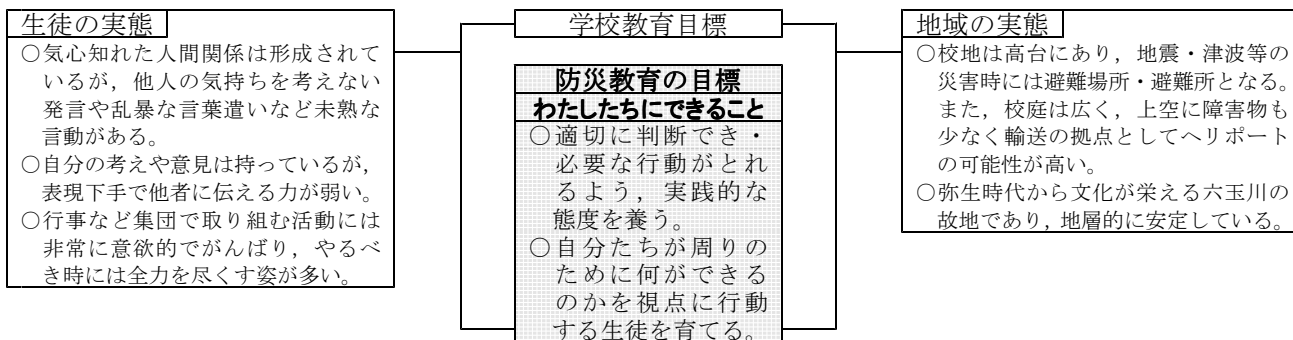 生徒の実態
○気心知れた人間関係は形成されて
いるが，他人の気持ちを考えない
発言や乱暴な言葉遣いなど未熟な
言動がある。
○自分の考えや意見は持っているが，
表現下手で他者に伝える力が弱い。
○行事など集団で取り組む活動には
非常に意欲的でがんばり，やるべ
き時には全力を尽くす姿が多い。
学校教育目標
防災教育の目標
わたしたちにできること
○適切に判断でき・
必要な行動がとれ
るよう，実践的な
態度を養う。
○自分たちが周りの
ために何ができる
のかを視点に行動
する生徒を育てる。
地域の実態
○校地は高台にあり，地震・津波等の
災害時には避難場所・避難所となる。
また，校庭は広く，上空に障害物も
少なく輸送の拠点としてヘリポート
の可能性が高い。
○弥生時代から文化が栄える六玉川の
故地であり，地層的に安定している。